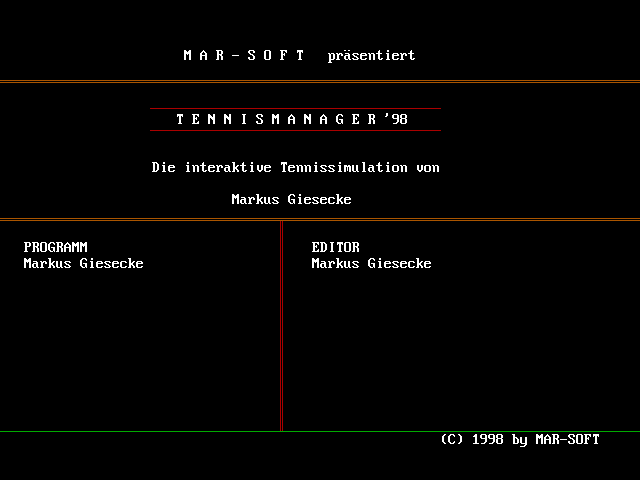 M A R - S O F T präsentiert
T E N N I S M A N A G E R '98
Die interaktive Tennissimulation von
Markus Giesecke
PROGRAMM
Markus Giesecke
EDITOR
Markus Giesecke
(C) 1998 by MAR-SOFT